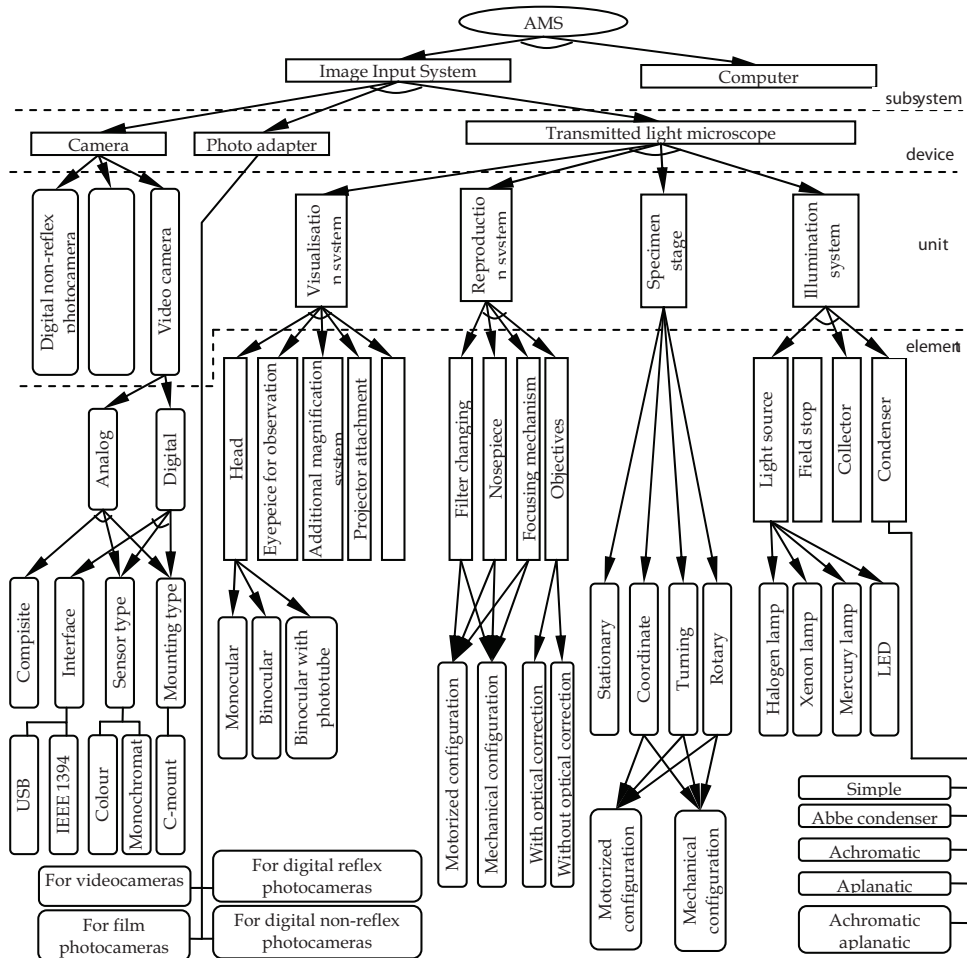 AMS
Image Input System
Computer
subsystem
Camera
Photo adapter
Transmitted light microscope
device
Digital non-reflex
photocamera
Video camera
Visualisatio
n system
Reproductio
n system
Specimen
stage
Illumination
system
unit
element
Analog
Digital
Head
Eyepeice for observation
Additional magnification
system
Projector attachment
Filter changing
Nosepiece
Focusing mechanism
Objectives
Light source
Field stop
Collector
Condenser
Compisite
Interface
Sensor type
Mounting type
Monocular
Binocular
Binocular with
phototube
Stationary
Coordinate
Turning
Rotary
Halogen lamp
Xenon lamp
Mercury lamp
LED
USB
IEEE 1394
Colour
Monochromat
C-mount
Motorized configuration
Mechanical configuration
With optical correction
Without optical correction
Motorized
configuration
Mechanical
configuration
Simple
Abbe condenser
Achromatic
Aplanatic
Achromatic
aplanatic
For videocameras
For digital reflex
photocameras
For film
photocameras
For digital non-reflex
photocameras